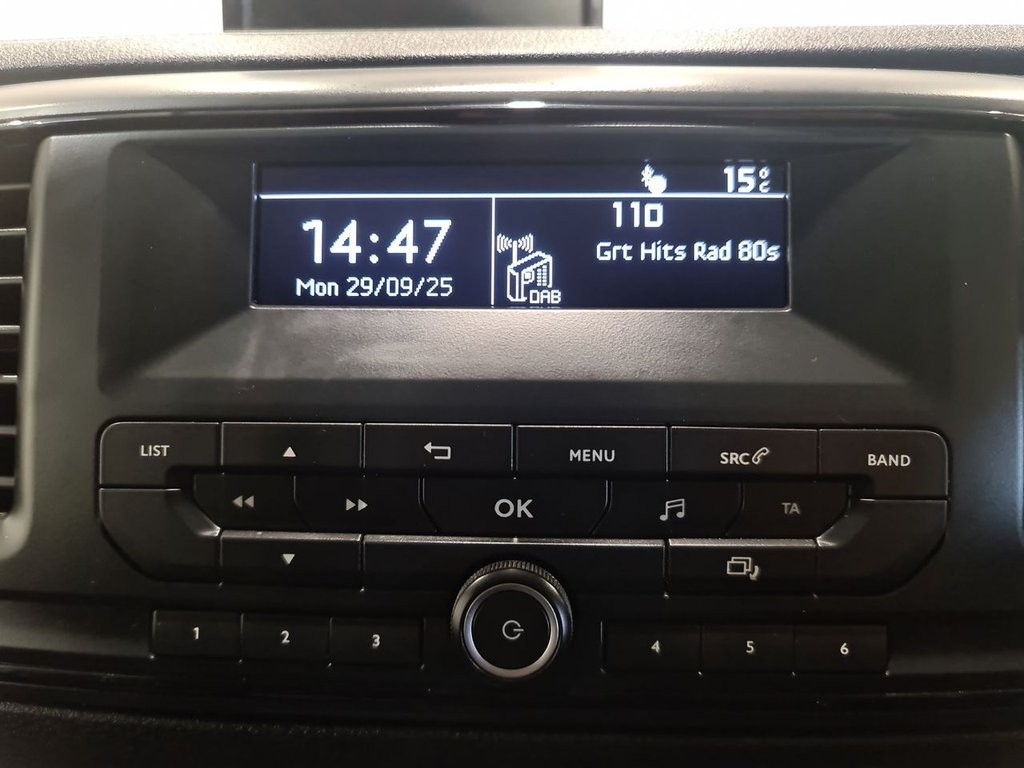 15°C
14:47
11D
Grt Hits Rad 80s
Mon 29/09/25
DAB
LIST
MENU
SRC
BAND
OK
TA
1 2 3 4 5 6